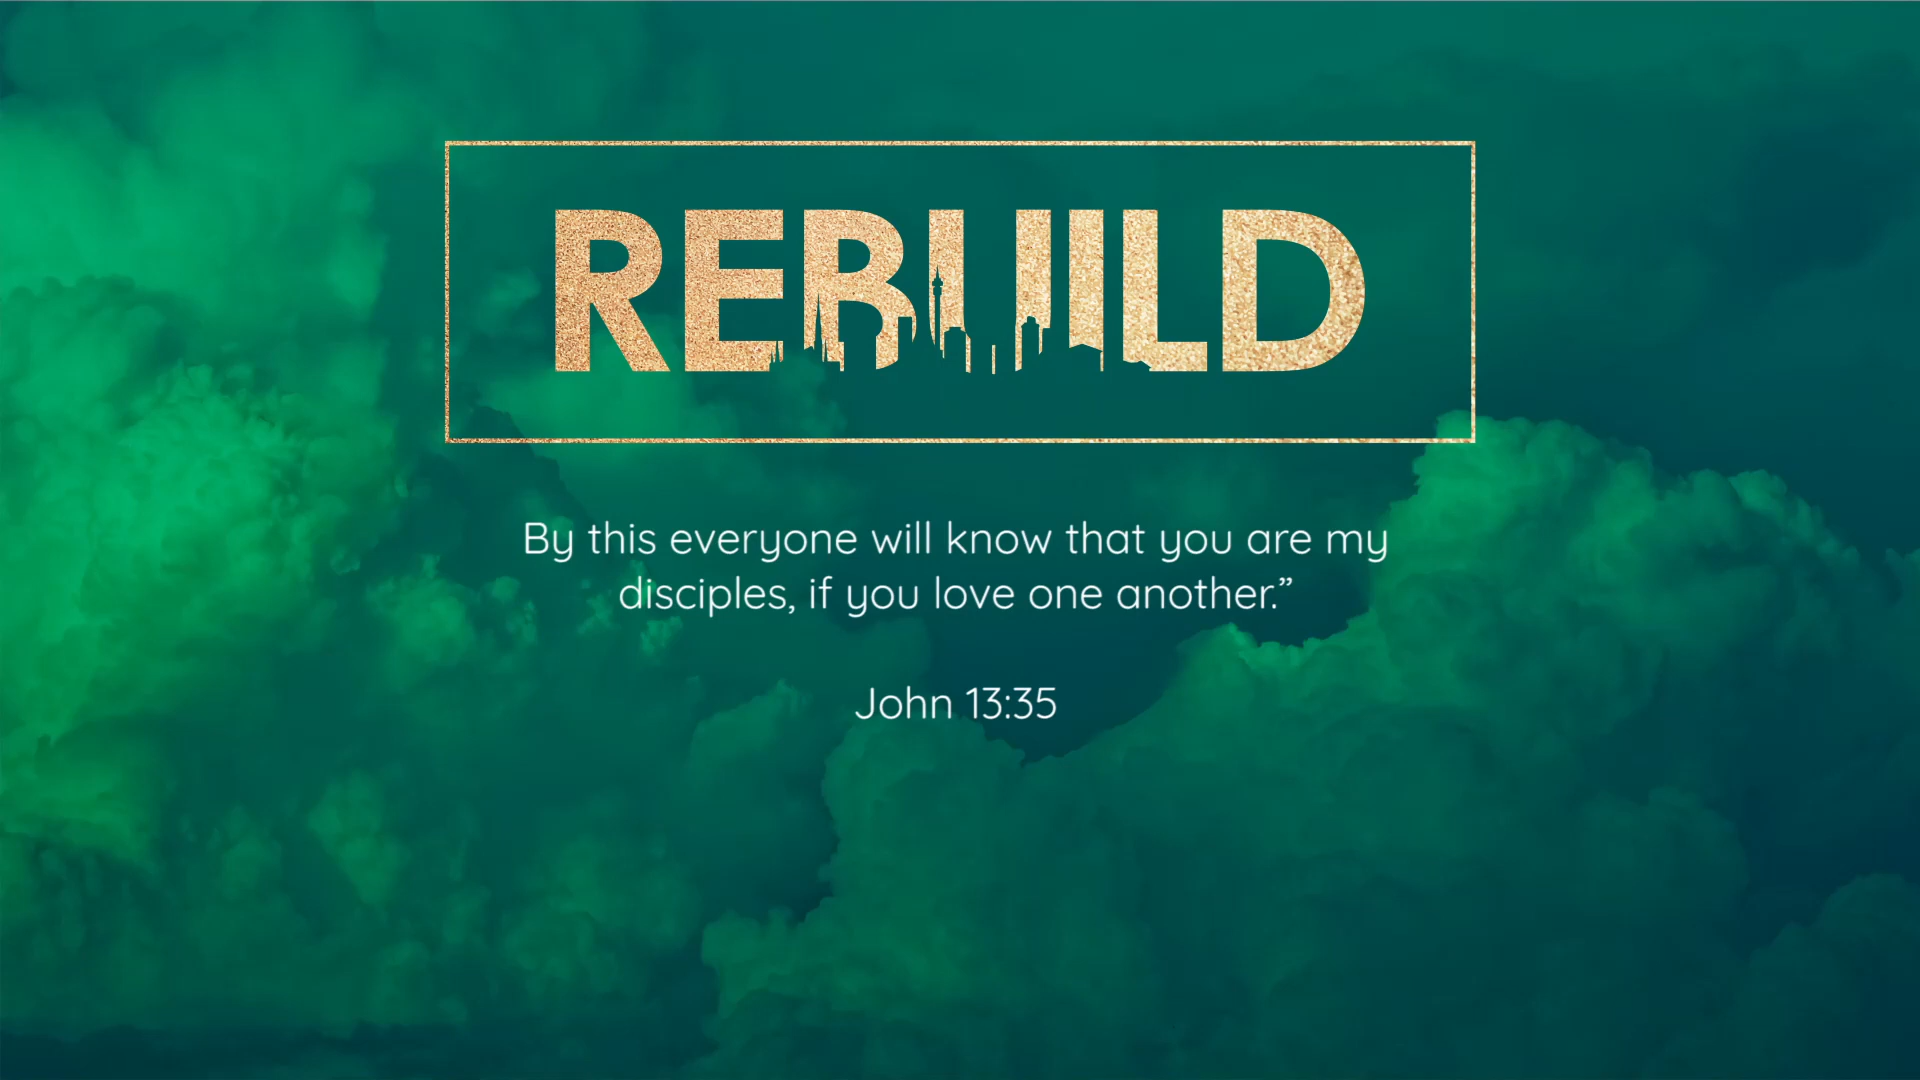 REBUILD
By this everyone will know that you are my
disciples, if you love one another.”
John 13:35